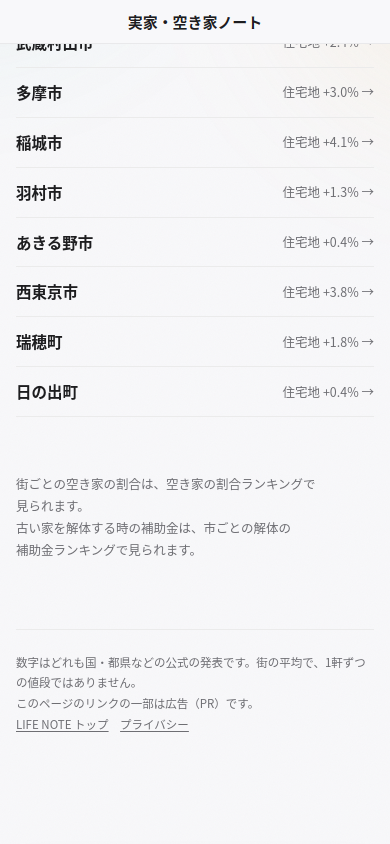 実家・空き家ノート
武蔵村山市
多摩市 住宅地 +3.0% →
稲城市 住宅地 +4.1% →
羽村市 住宅地 +1.3% →
あきる野市 住宅地 +0.4% →
西東京市 住宅地 +3.8% →
瑞穂町 住宅地 +1.8% →
日の出町 住宅地 +0.4% →
街ごとの空き家の割合は、空き家の割合ランキングで
見られます。
古い家を解体する時の補助金は、市ごとの解体の
補助金ランキングで見られます。
数字はどれも国・都県などの公式の発表です。街の平均で、1軒ずつ
の値段ではありません。
このページのリンクの一部は広告（PR）です。
LIFE NOTE トップ プライバシー